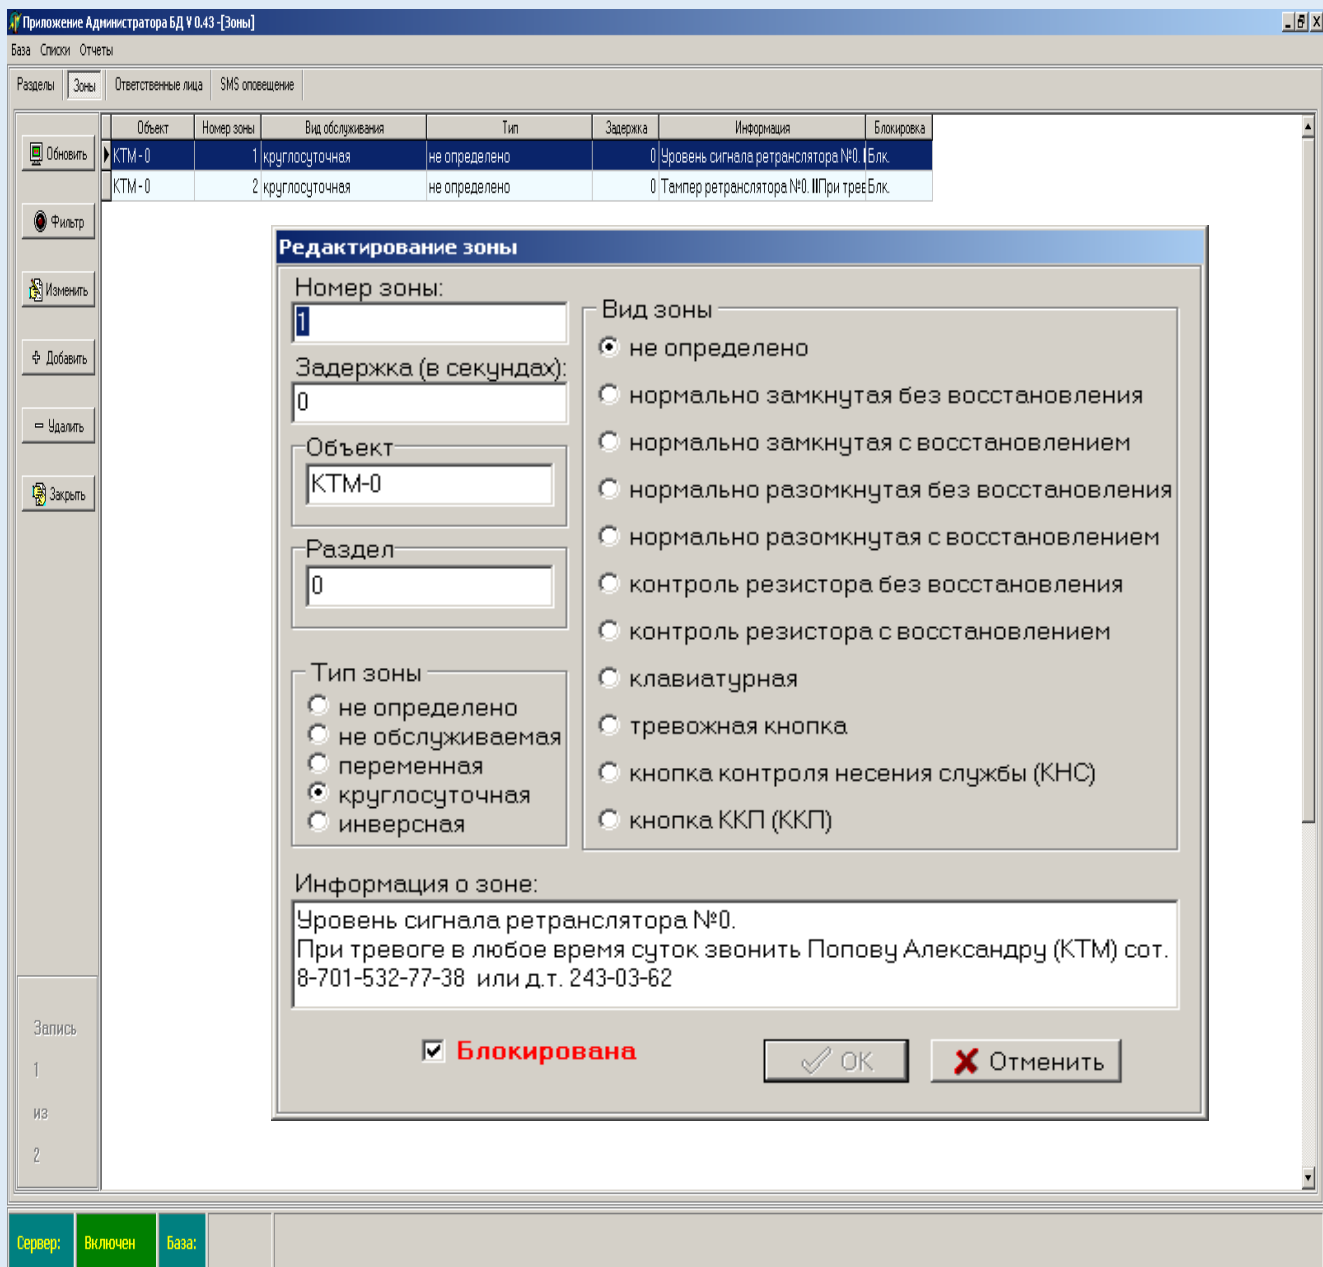 Приложение Администратора БД V 0.43 -[Зоны]
База Списки Отчеты
Разделы Зоны Ответственные лица SMS оповещение
Объект Номер зоны Вид обслуживания Тип Задержка Информация Блокировка
КТМ - 0 1 круглосуточная не определено 0 Уровень сигнала ретранслятора №0. Блк.
КТМ - 0 2 круглосуточная не определено 0 Тампер ретранслятора №0. При трев Блк.
Обновить
Фильтр
Изменить
Добавить
Удалить
Закрыть
Редактирование зоны
Номер зоны:
1
Задержка (в секундах):
0
Объект
КТМ-0
Раздел
0
Тип зоны
не определено
не обслуживаемая
переменная
круглосуточная
инверсная
Вид зоны
не определено
нормально замкнутая без восстановления
нормально замкнутая с восстановлением
нормально разомкнутая без восстановления
нормально разомкнутая с восстановлением
контроль резистора без восстановления
контроль резистора с восстановлением
клавиатурная
тревожная кнопка
кнопка контроля несения службы (КНС)
кнопка ККП (ККП)
Информация о зоне:
Уровень сигнала ретранслятора №0.
При тревоге в любое время суток звонить Попову Александру (КТМ) сот.
8-701-532-77-38 или д.т. 243-03-62
Блокирована
OK
Отменить
Запись
1
из
2
Сервер: Включен База: